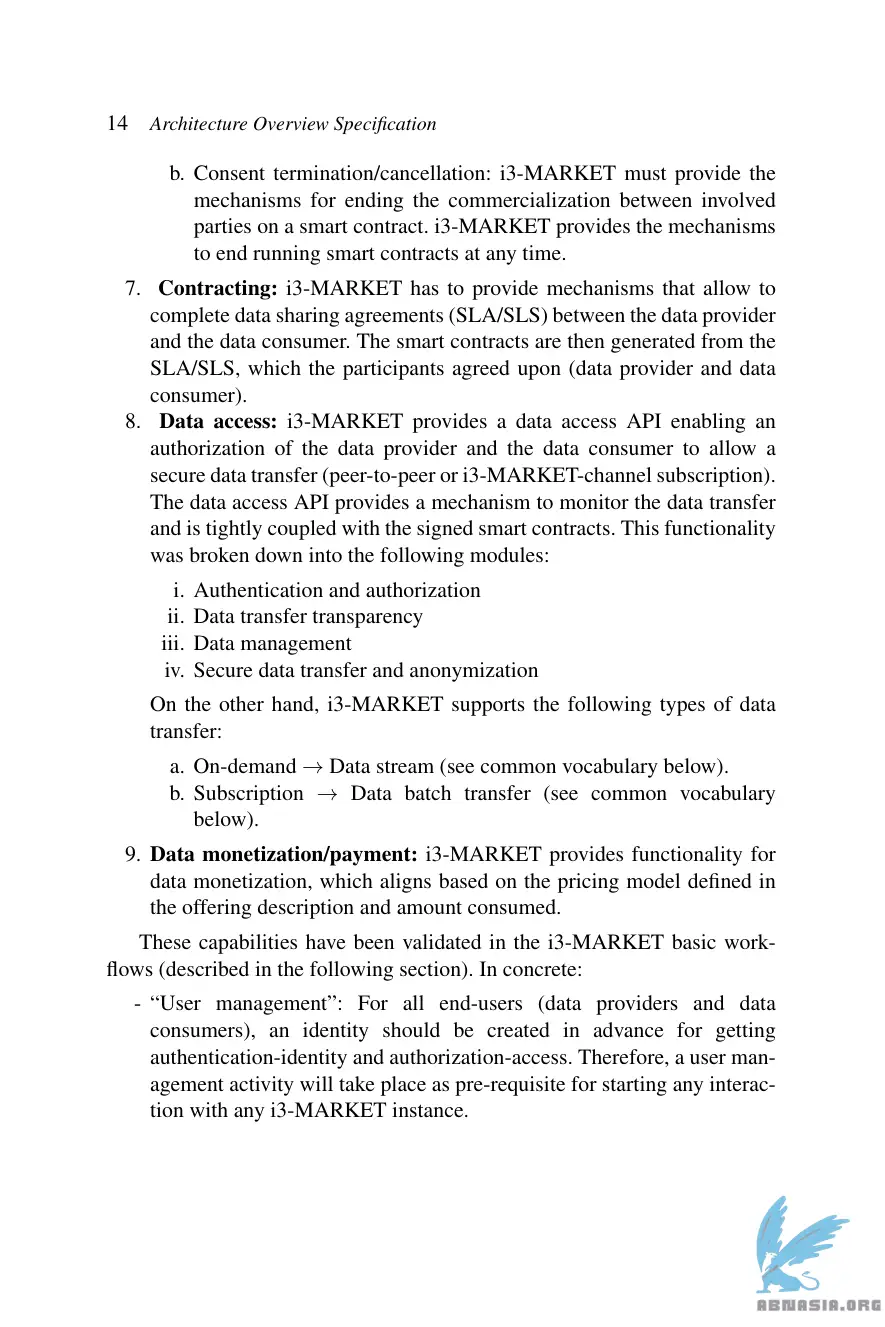 14 Architecture Overview Specification
b. Consent termination/cancellation: i3-MARKET must provide the
mechanisms for ending the commercialization between involved
parties on a smart contract. i3-MARKET provides the mechanisms
to end running smart contracts at any time.
7. Contracting: i3-MARKET has to provide mechanisms that allow to
complete data sharing agreements (SLA/SLS) between the data provider
and the data consumer. The smart contracts are then generated from the
SLA/SLS, which the participants agreed upon (data provider and data
consumer).
8. Data access: i3-MARKET provides a data access API enabling an
authorization of the data provider and the data consumer to allow a
secure data transfer (peer-to-peer or i3-MARKET-channel subscription).
The data access API provides a mechanism to monitor the data transfer
and is tightly coupled with the signed smart contracts. This functionality
was broken down into the following modules:
i. Authentication and authorization
ii. Data transfer transparency
iii. Data management
iv. Secure data transfer and anonymization
On the other hand, i3-MARKET supports the following types of data
transfer:
a. On-demand → Data stream (see common vocabulary below).
b. Subscription → Data batch transfer (see common vocabulary
below).
9. Data monetization/payment: i3-MARKET provides functionality for
data monetization, which aligns based on the pricing model defined in
the offering description and amount consumed.
These capabilities have been validated in the i3-MARKET basic work-
flows (described in the following section). In concrete:
- “User management”: For all end-users (data providers and data
consumers), an identity should be created in advance for getting
authentication-identity and authorization-access. Therefore, a user man-
agement activity will take place as pre-requisite for starting any interac-
tion with any i3-MARKET instance.
ABNASIA.ORG